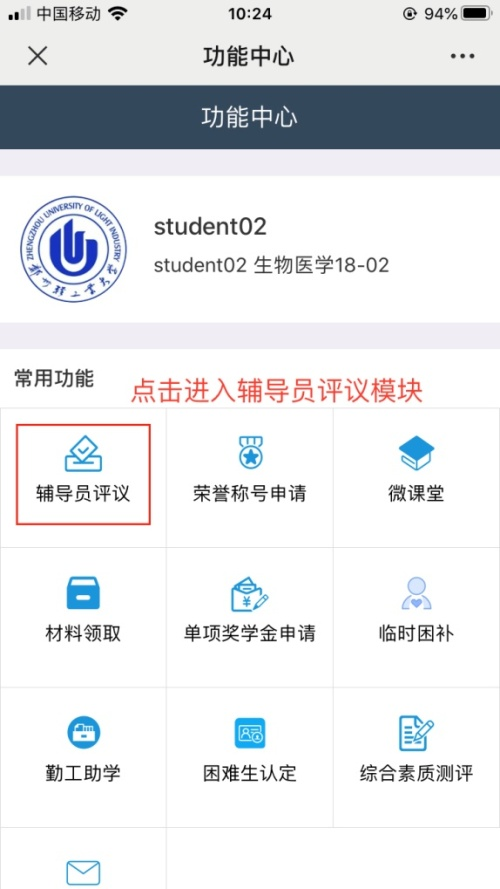 中国移动 10:24 94%
功能中心
功能中心
ZHENGZHOU UNIVERSITY OF LIGHT INDUSTRY
郑州轻工业大学
student02
student02 生物医学18-02
常用功能
点击进入辅导员评议模块
辅导员评议 荣誉称号申请 微课堂
材料领取 单项奖学金申请 临时困补
勤工助学 困难生认定 综合素质测评